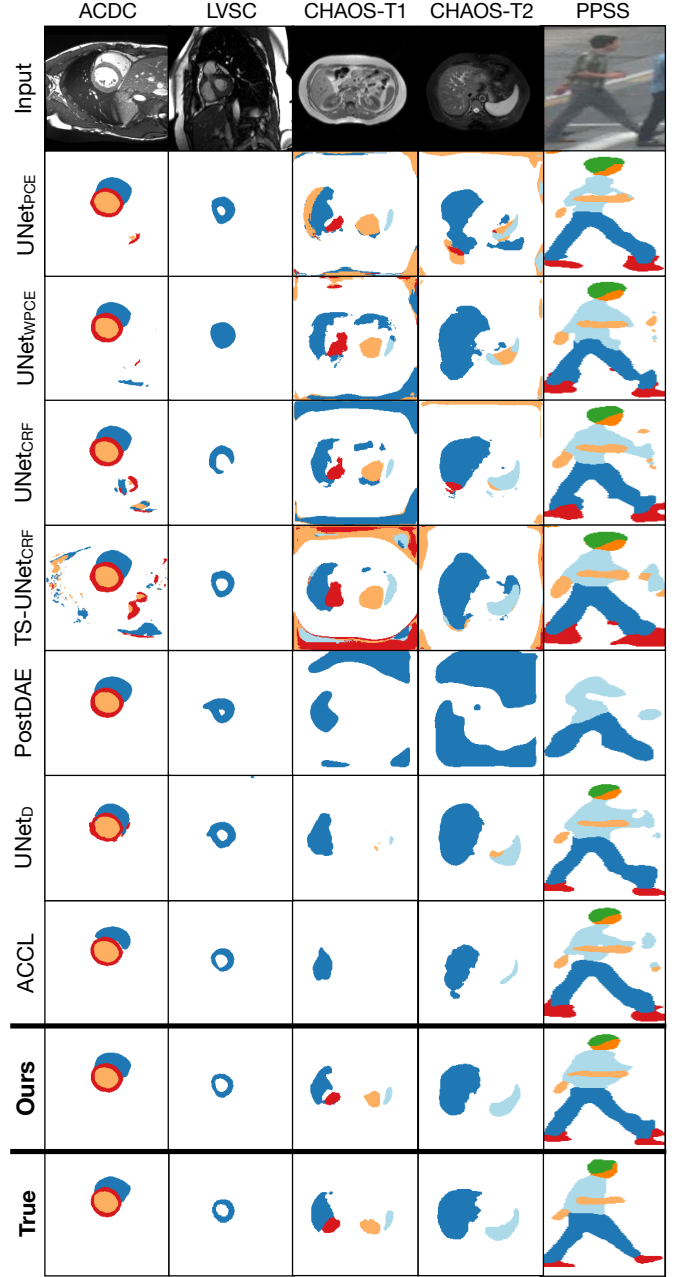 ACDC LVSC CHAOS-T1 CHAOS-T2 PPSS
Input
UNetPCE
UNetWPCE
UNetCRF
TS-UNetCRF
PostDAE
UNetD
ACCL
Ours
True